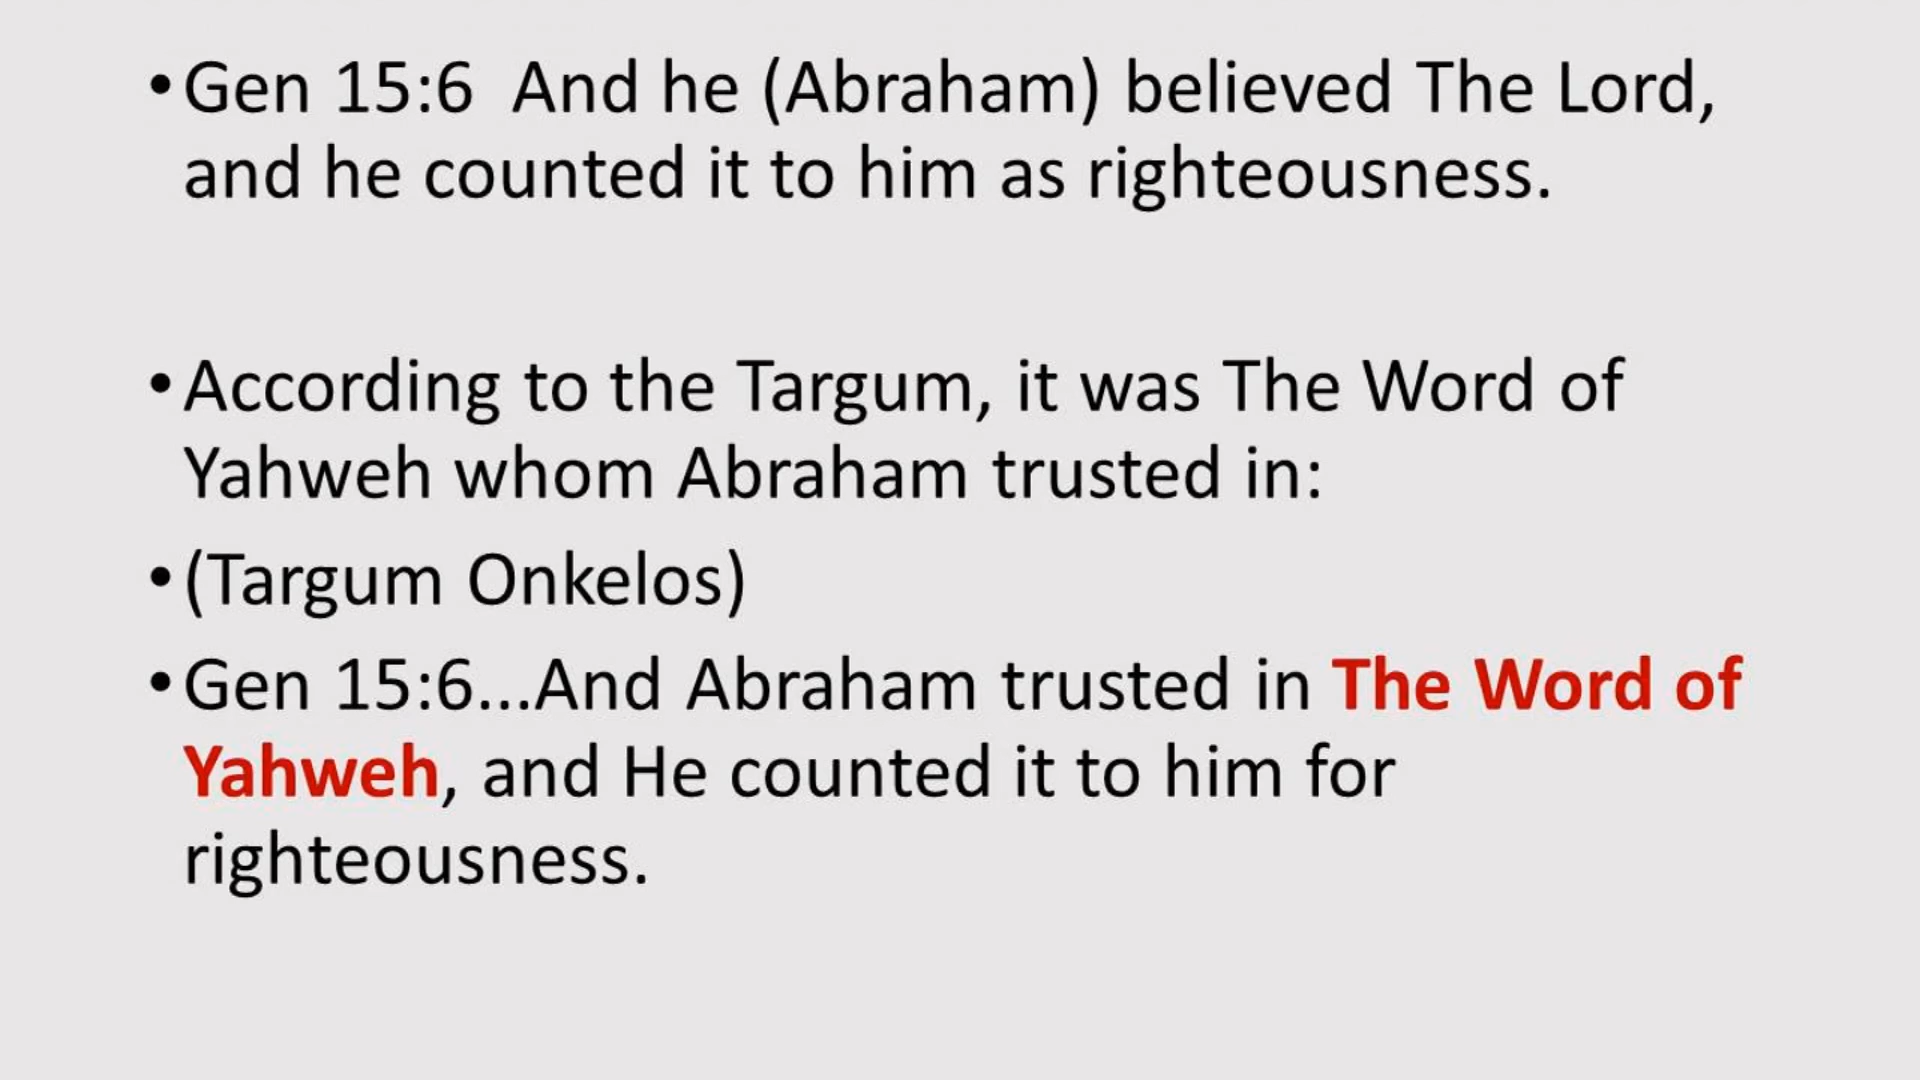 •Gen 15:6  And he (Abraham) believed The Lord,
and he counted it to him as righteousness.
•According to the Targum, it was The Word of
Yahweh whom Abraham trusted in:
•(Targum Onkelos)
•Gen 15:6...And Abraham trusted in The Word of
Yahweh, and He counted it to him for
righteousness.